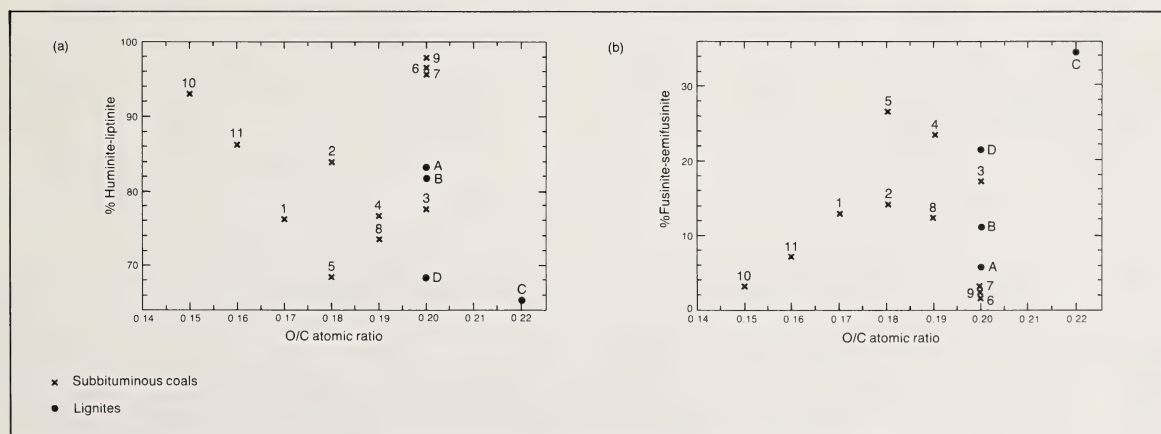 (a)
100
90
80
70
% Huminite-liptinite
10
11
1
2
5
4
8
9
6
7
A
B
3
D
C
0 14 0 15 0 16 0 17 0 18 0 19 0 20 0 21 0 22
O/C atomic ratio
(b)
30
20
10
0
%Fusinite-semifusinite
C
5
4
D
3
2
1
8
B
11
A
10
7
9
6
0 14 0 15 0 16 0 17 0 18 0 19 0 20 0 21 0 22
O/C atomic ratio
× Subbituminous coals
● Lignites